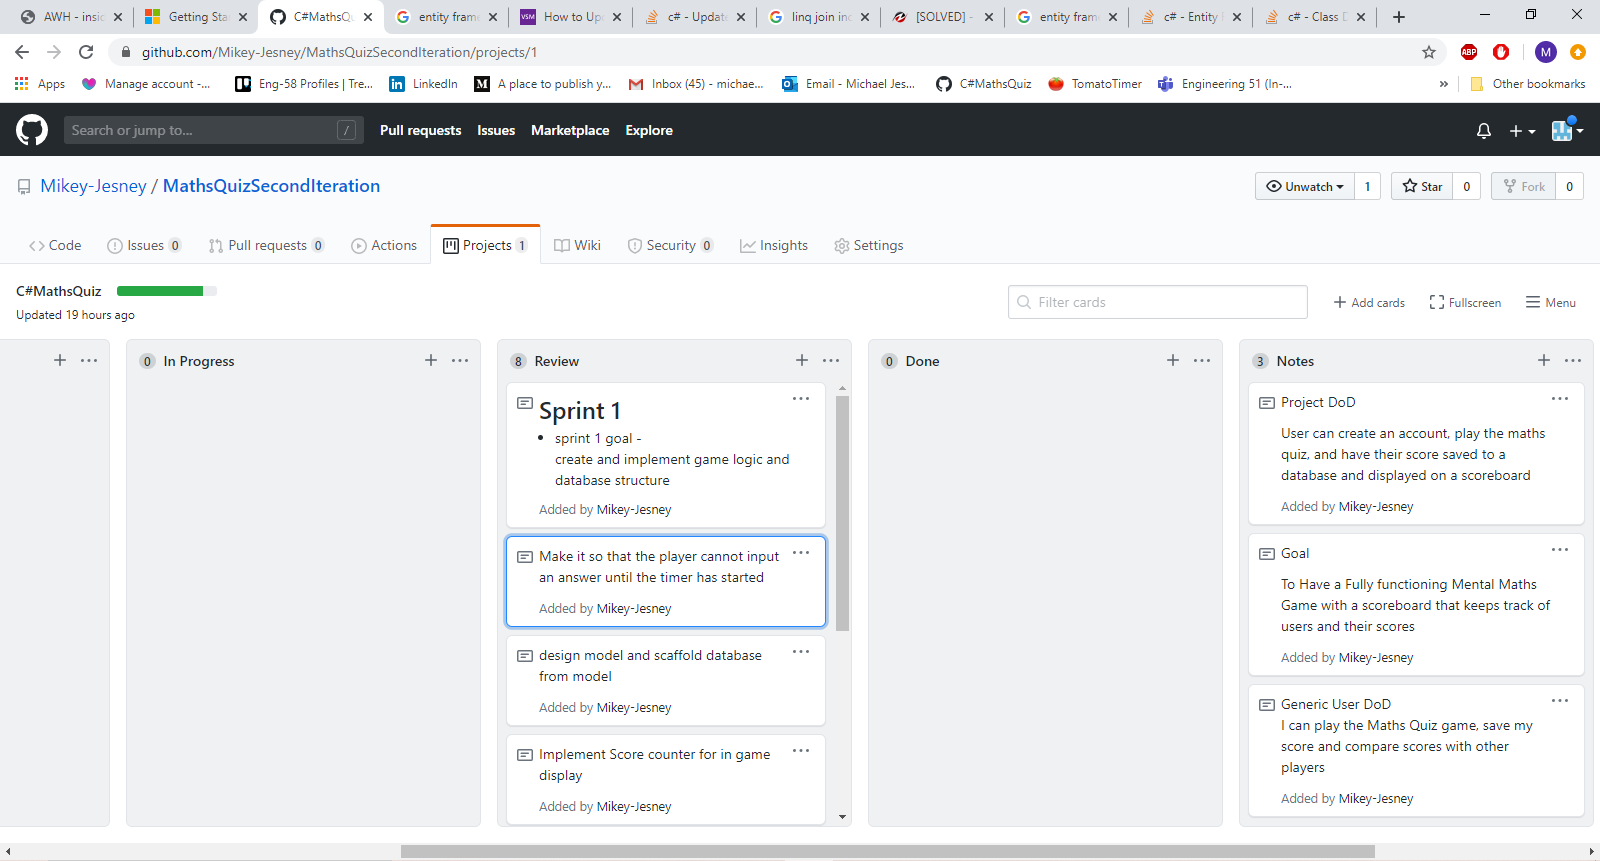 AWH - insid
Getting Star
C#MathsQu
entity frame
How to Up
c# - Update
linq join inc
[SOLVED] -
entity frame
c# - Entity F
c# - Class D
github.com/Mikey-Jesney/MathsQuizSecondIteration/projects/1
ABP
M
Apps
Manage account -...
Eng-58 Profiles | Tre...
LinkedIn
A place to publish y...
Inbox (45) - michae...
Email - Michael Jes...
C#MathsQuiz
TomatoTimer
Engineering 51 (In-...
»
Other bookmarks
Search or jump to...
/
Pull requests
Issues
Marketplace
Explore
Mikey-Jesney / MathsQuizSecondIteration
Unwatch 1
Star 0
Fork 0
Code
Issues 0
Pull requests 0
Actions
Projects 1
Wiki
Security 0
Insights
Settings
C#MathsQuiz
Updated 19 hours ago
Filter cards
Add cards
Fullscreen
Menu
0 In Progress
8 Review
Sprint 1
sprint 1 goal -
create and implement game logic and
database structure
Added by Mikey-Jesney
Make it so that the player cannot input
an answer until the timer has started
Added by Mikey-Jesney
design model and scaffold database
from model
Added by Mikey-Jesney
Implement Score counter for in game
display
Added by Mikey-Jesney
0 Done
3 Notes
Project DoD
User can create an account, play the maths
quiz, and have their score saved to a
database and displayed on a scoreboard
Added by Mikey-Jesney
Goal
To Have a Fully functioning Mental Maths
Game with a scoreboard that keeps track of
users and their scores
Added by Mikey-Jesney
Generic User DoD
I can play the Maths Quiz game, save my
score and compare scores with other
players
Added by Mikey-Jesney